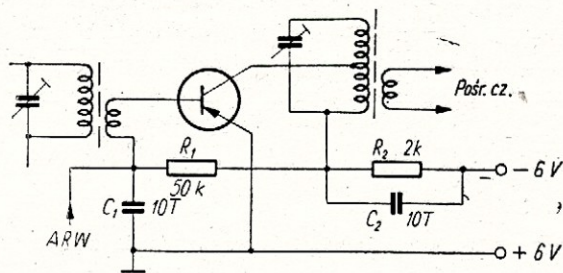 Pośr. cz.
R₁
50 k
R₂ 2k
− 6 V
C₁ 10T
C₂ 10T
ARW
+ 6 V